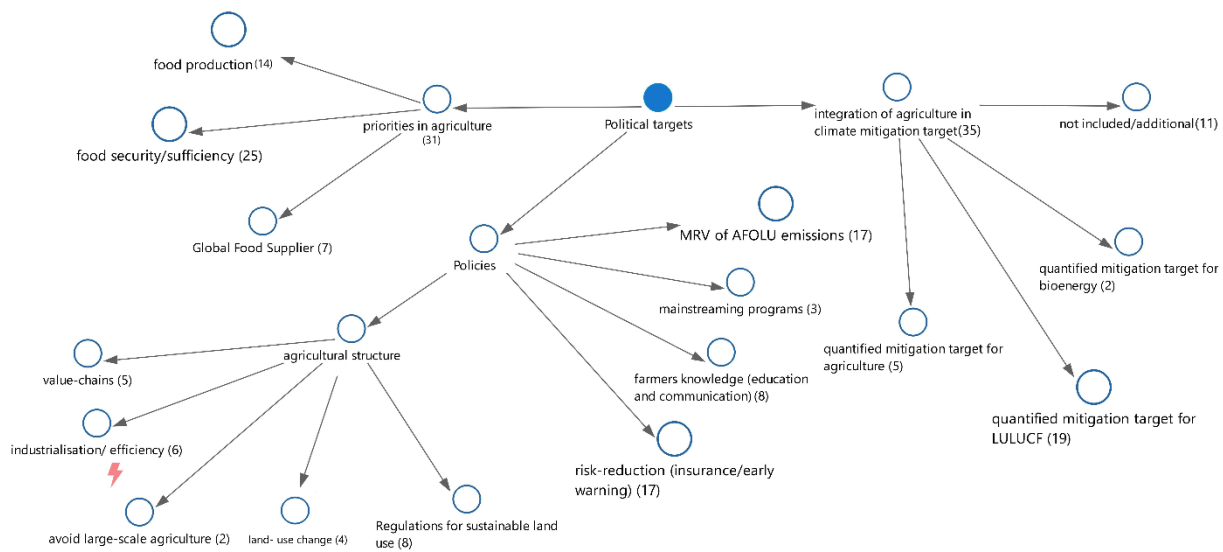 food production (14)
priorities in agriculture
(31)
Political targets
integration of agriculture in
climate mitigation target(35)
not included/additional(11)
food security/sufficiency (25)
Global Food Supplier (7)
Policies
MRV of AFOLU emissions (17)
quantified mitigation target for
bioenergy (2)
mainstreaming programs (3)
agricultural structure
quantified mitigation target for
agriculture (5)
value-chains (5)
farmers knowledge (education
and communication) (8)
quantified mitigation target for
LULUCF (19)
industrialisation/ efficiency (6)
risk-reduction (insurance/early
warning) (17)
avoid large-scale agriculture (2)
land- use change (4)
Regulations for sustainable land
use (8)